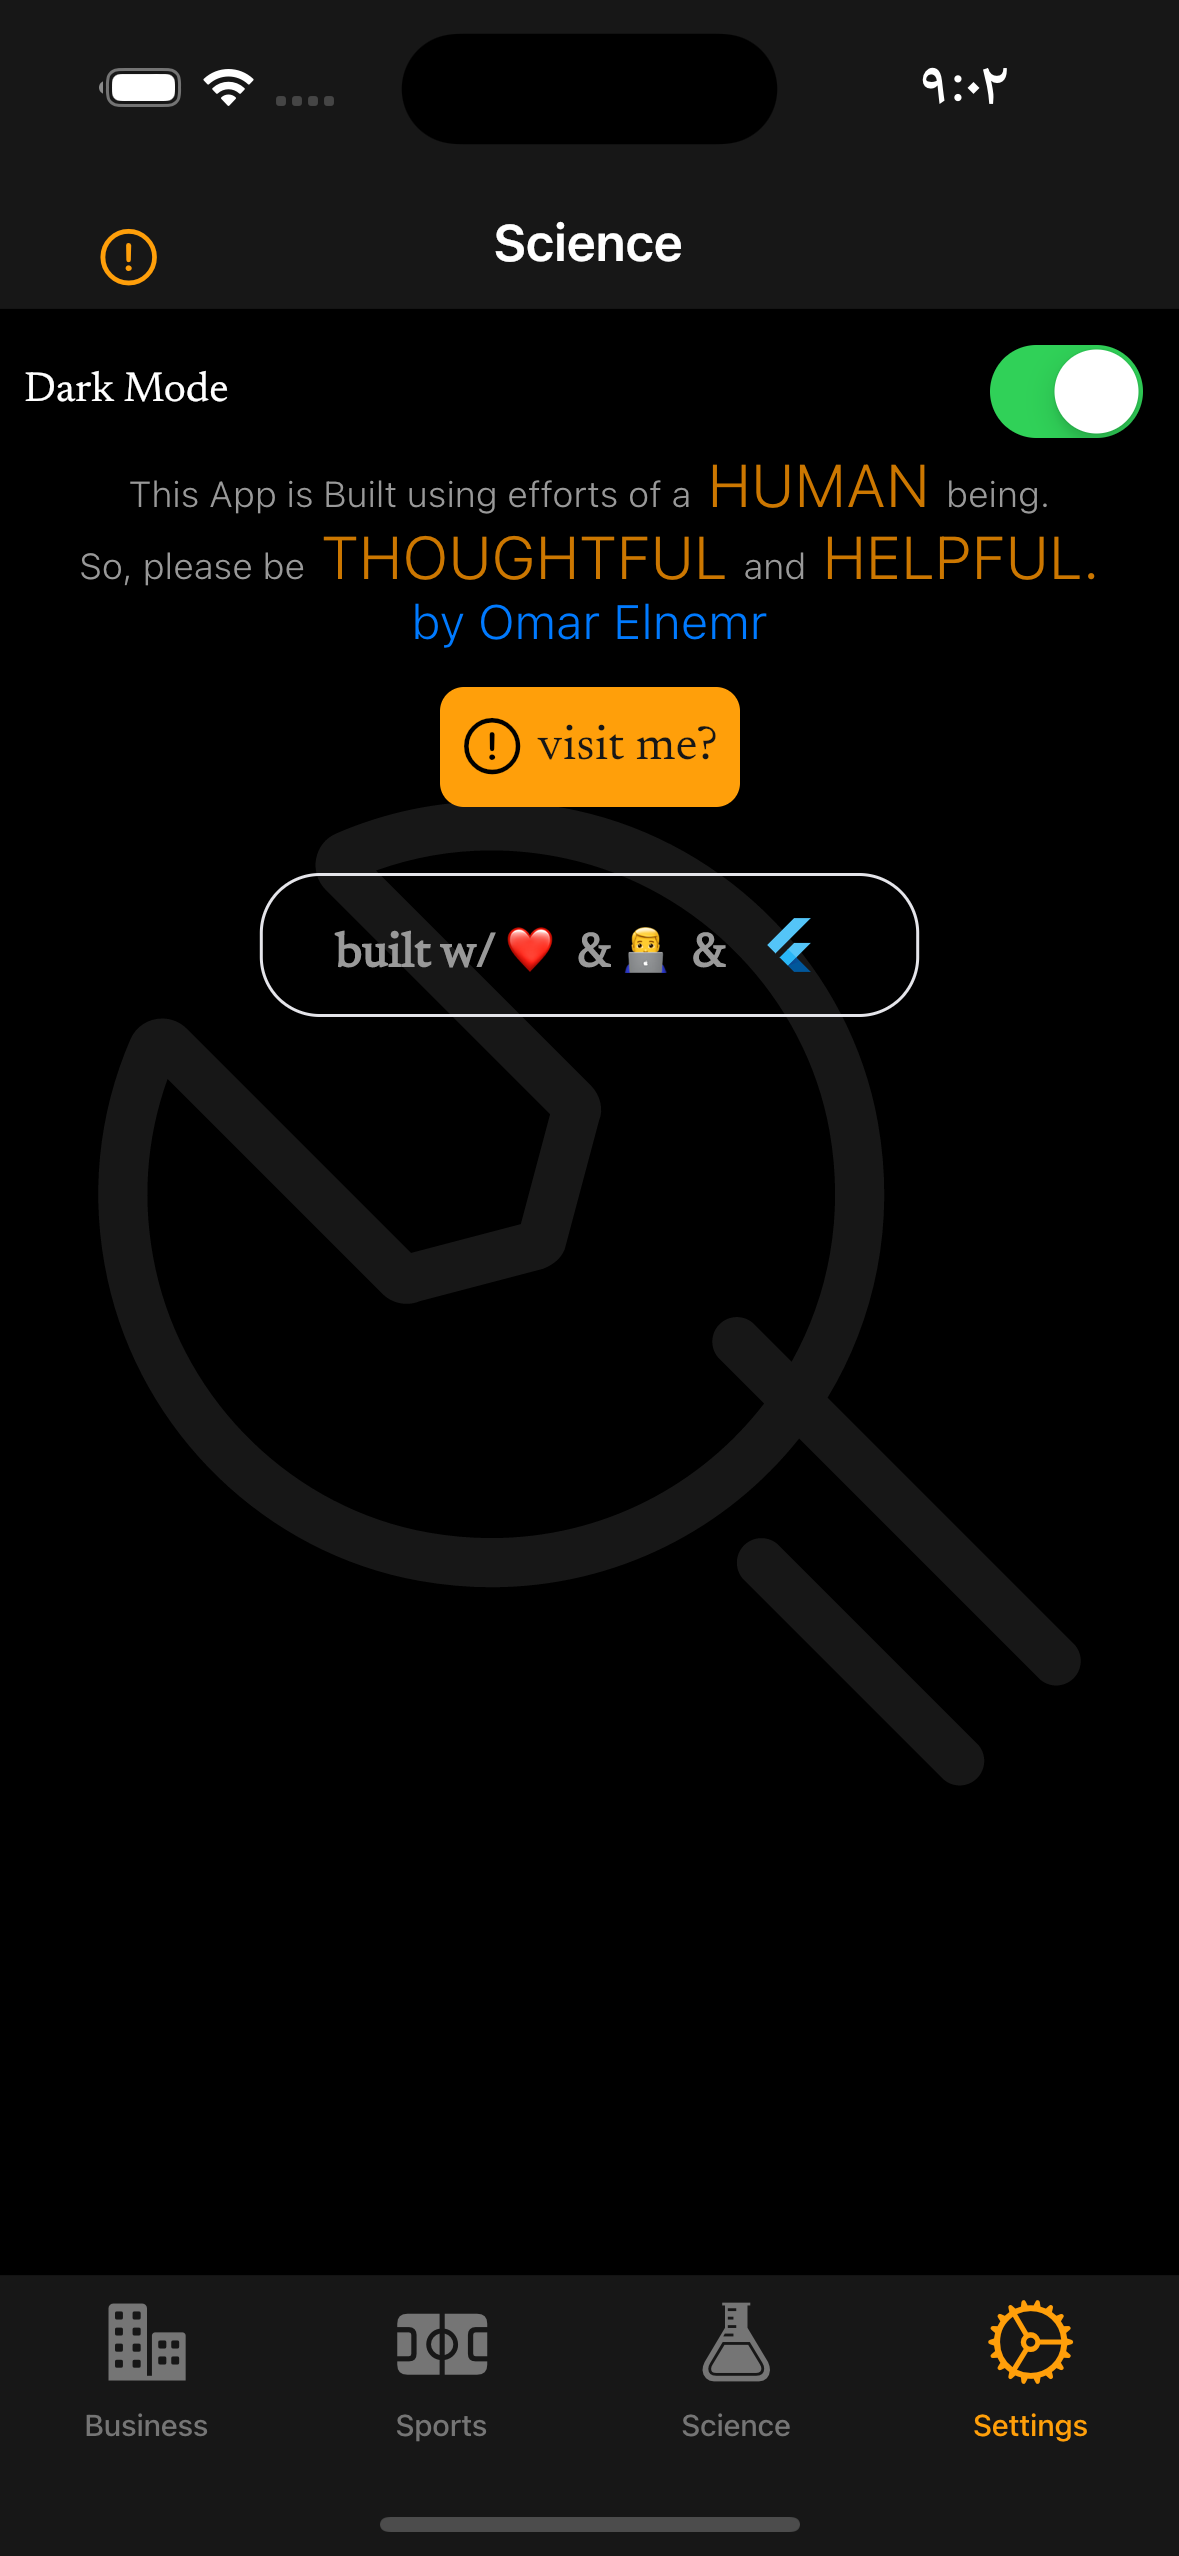 ٩:٠٢
Science
Dark Mode
This App is Built using efforts of a HUMAN being.
So, please be THOUGHTFUL and HELPFUL.
by Omar Elnemr
visit me?
built w/ ❤️ & 👨‍💻 &
Business
Sports
Science
Settings